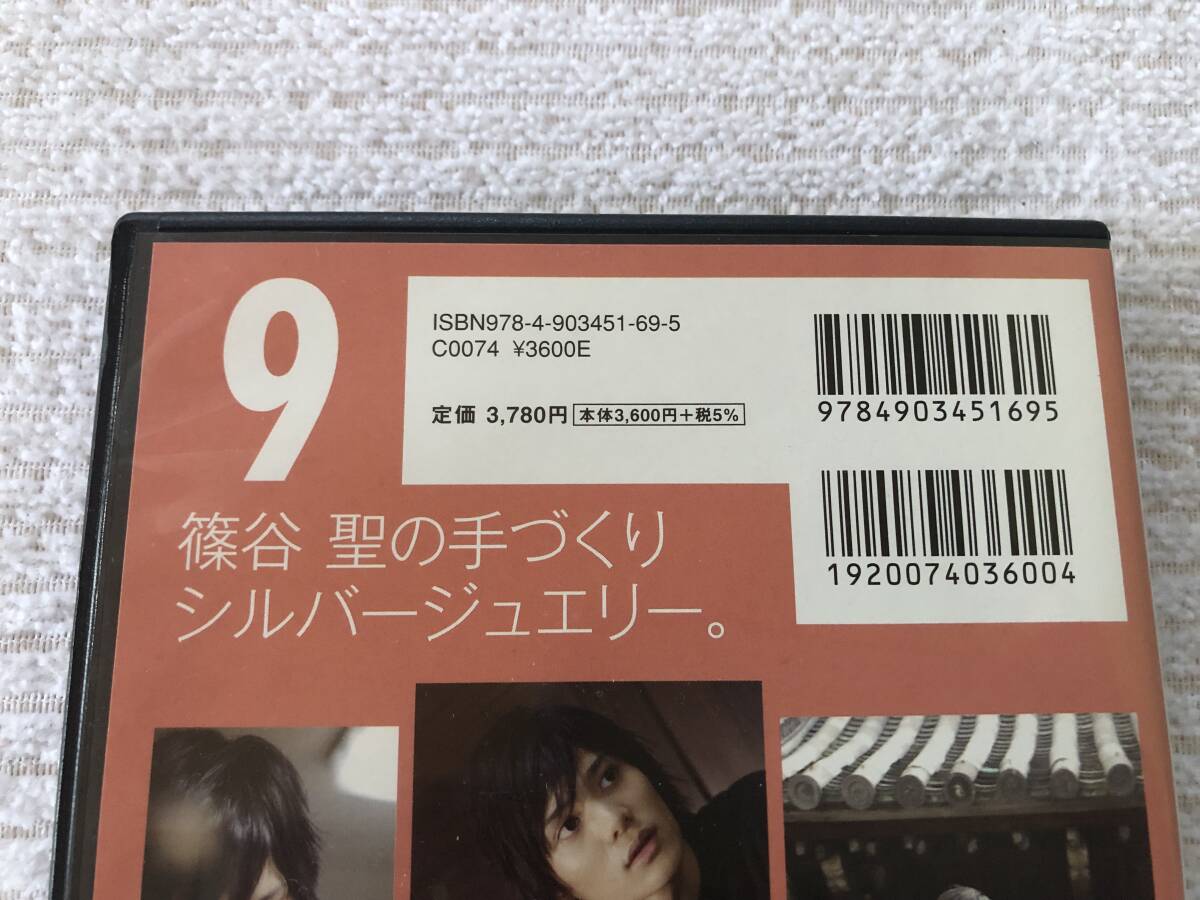 9
ISBN978-4-903451-69-5
C0074 ¥3600E
定価 3,780円 本体3,600円+税5%
9784903451695
1920074036004
篠谷 聖の手づくり
シルバージュエリー。